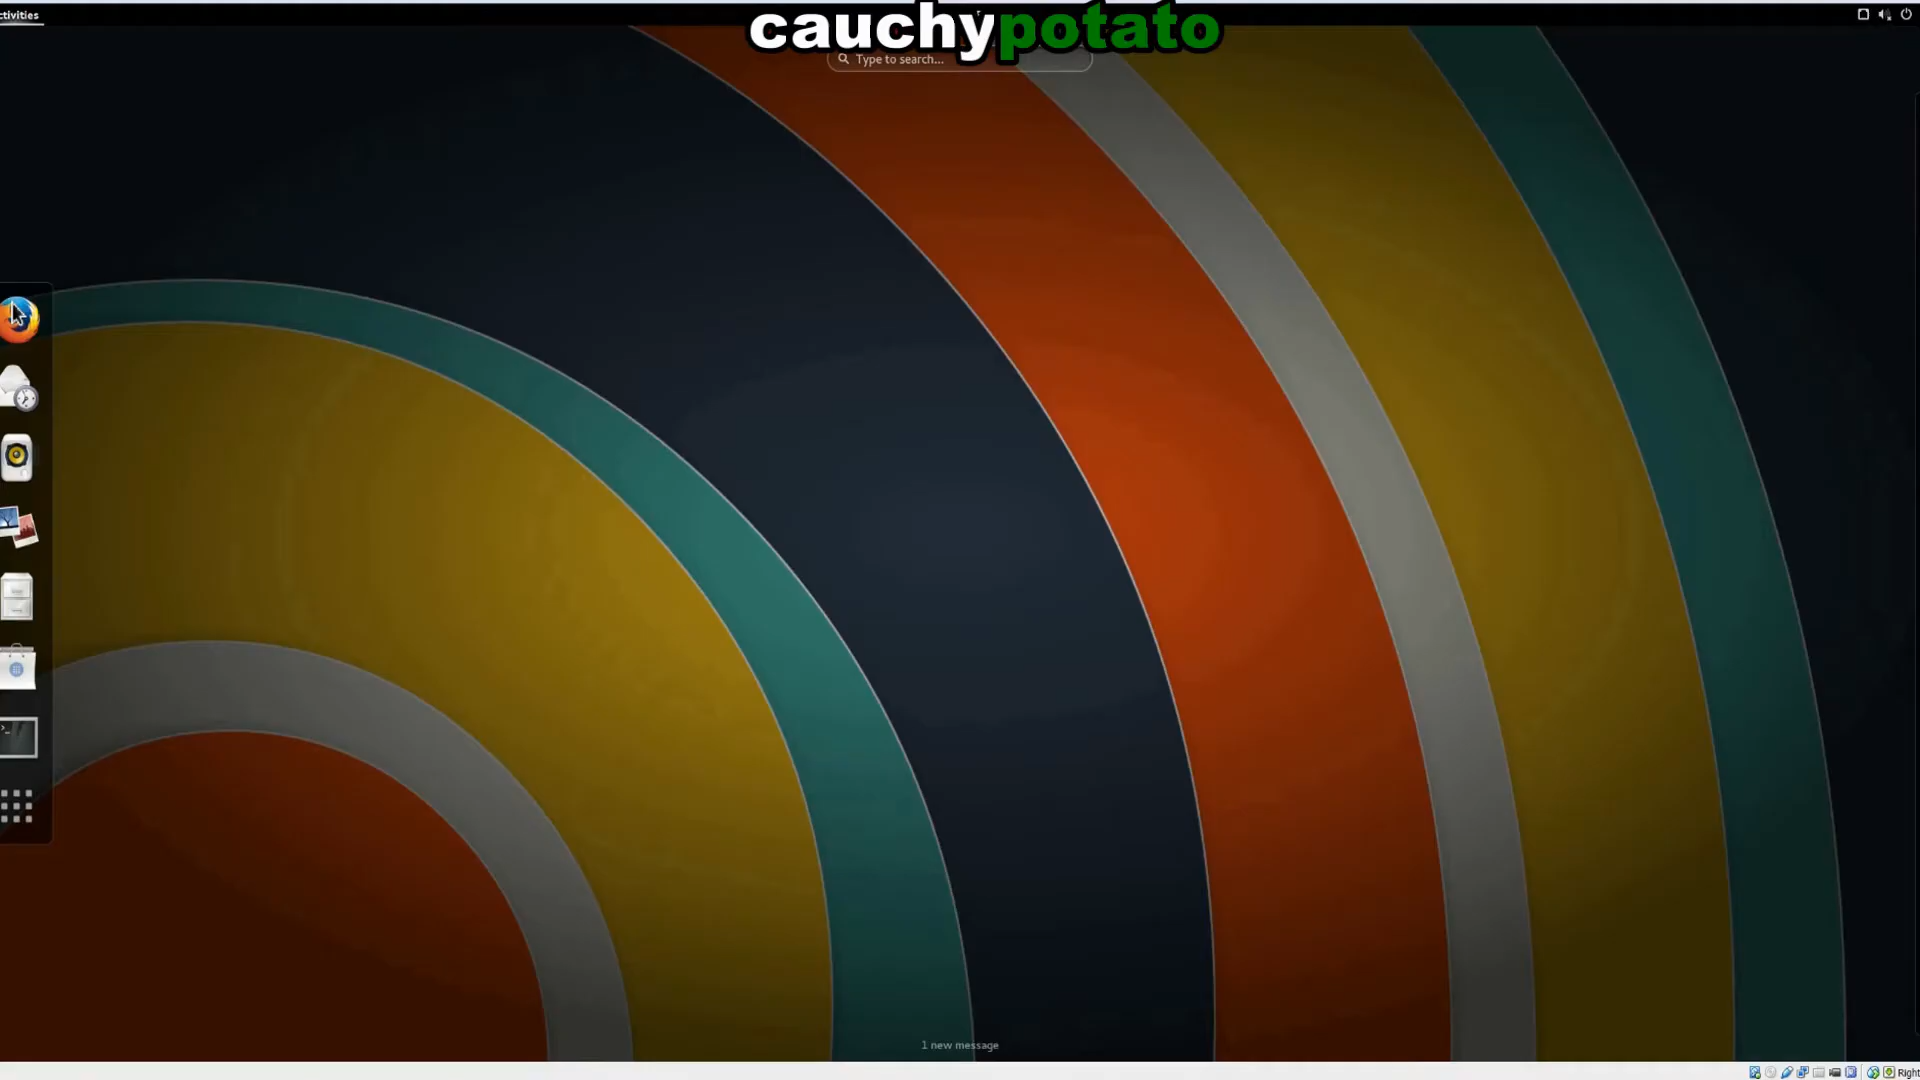 ctivities
cauchypotato
Type to search...
1 new message
Right